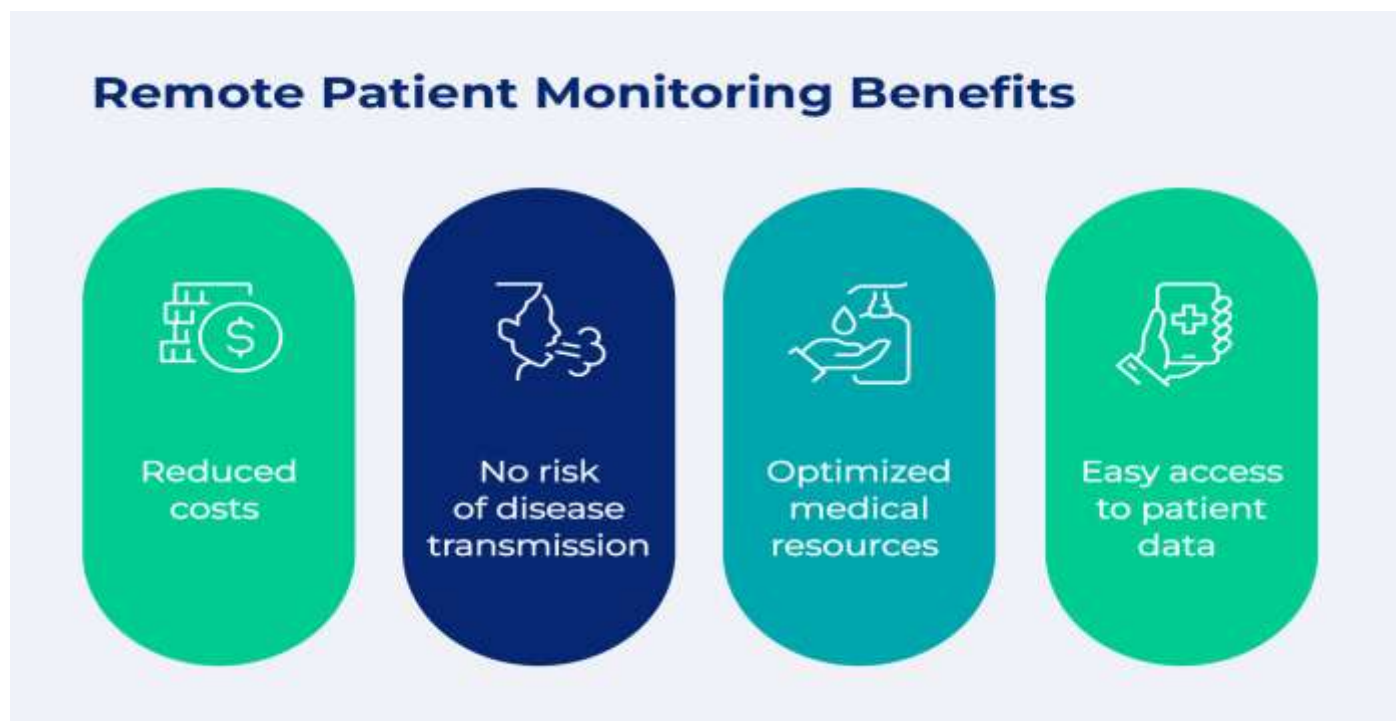 Remote Patient Monitoring Benefits
Reduced
costs
No risk
of disease
transmission
Optimized
medical
resources
Easy access
to patient
data